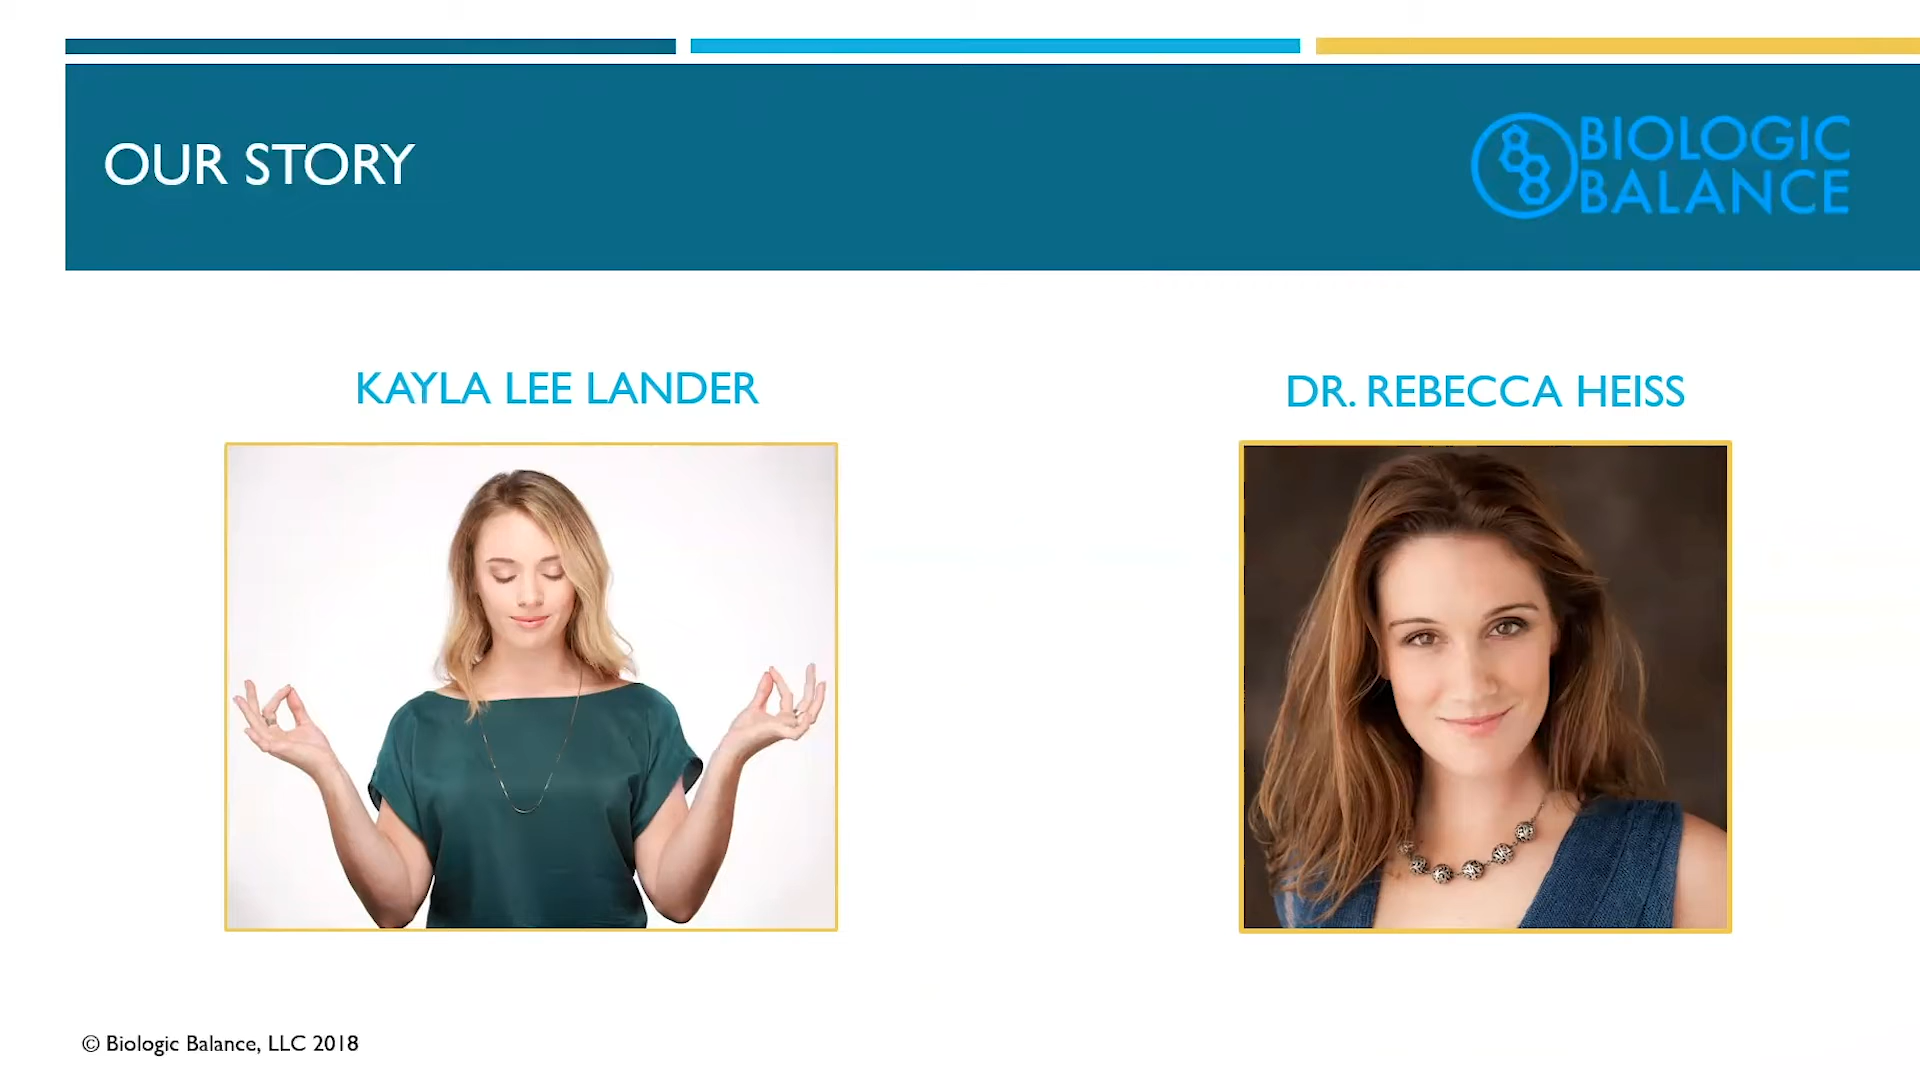 OUR STORY
BIOLOGIC
BALANCE
KAYLA LEE LANDER
DR. REBECCA HEISS
© Biologic Balance, LLC 2018